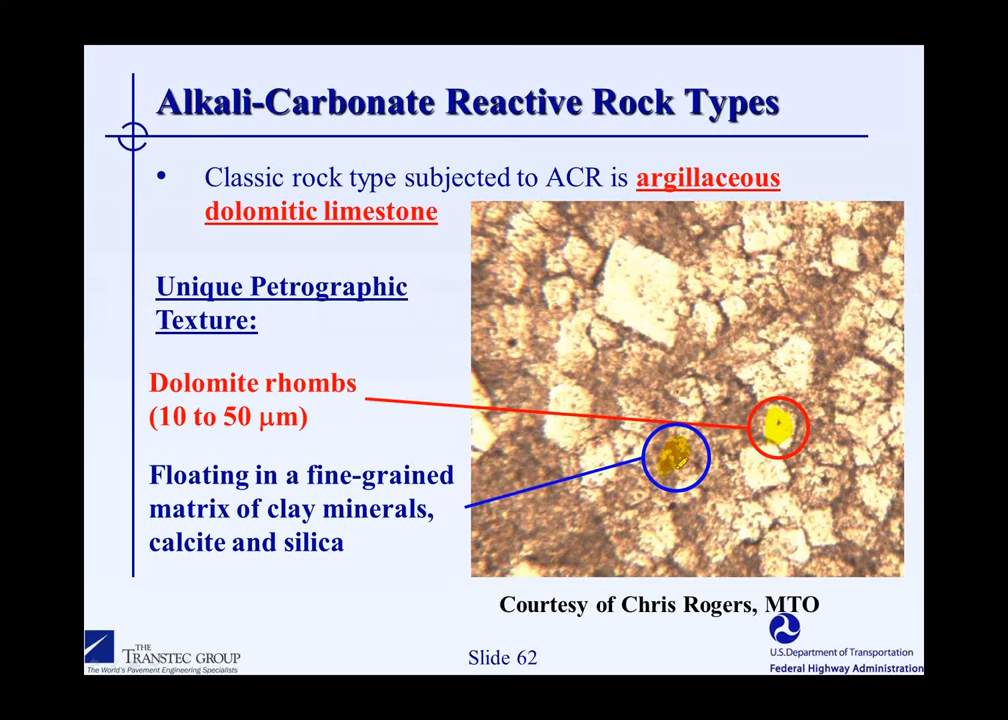 Alkali-Carbonate Reactive Rock Types
• Classic rock type subjected to ACR is argillaceous
dolomitic limestone
Unique Petrographic
Texture:
Dolomite rhombs
(10 to 50 μm)
Floating in a fine-grained
matrix of clay minerals,
calcite and silica
Courtesy of Chris Rogers, MTO
THE
TRANSTEC GROUP
The World's Pavement Engineering Specialists
Slide 62
U.S.Department of Transportation
Federal Highway Administration